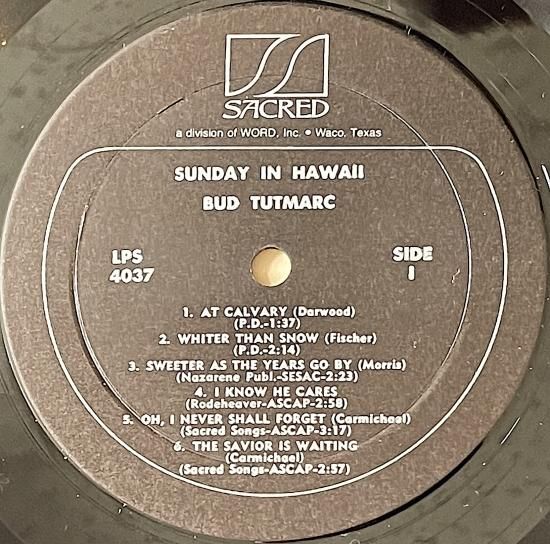 SACRED
a division of WORD, Inc. • Waco, Texas
SUNDAY IN HAWAII
BUD TUTMARC
LPS
4037
SIDE
1
1. AT CALVARY (Darwood)
(P.D.-1:37)
2. WHITER THAN SNOW (Fischer)
(P.D.-2:14)
3. SWEETER AS THE YEARS GO BY (Morris)
(Nazarene Publ.-SESAC-2:23)
4. I KNOW HE CARES
(Rodeheaver-ASCAP-2:58)
5. OH, I NEVER SHALL FORGET (Carmichael)
(Sacred Songs-ASCAP-3:17)
6. THE SAVIOR IS WAITING
(Carmichael)
(Sacred Songs-ASCAP-2:57)